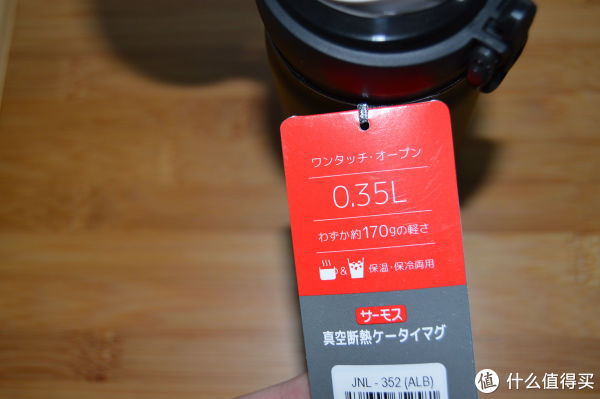 ワンタッチ・オープン
0.35L
わずか約170gの軽さ
& 保温・保冷両用
サーモス
真空断熱ケータイマグ
JNL - 352 (ALB)
值 什么值得买